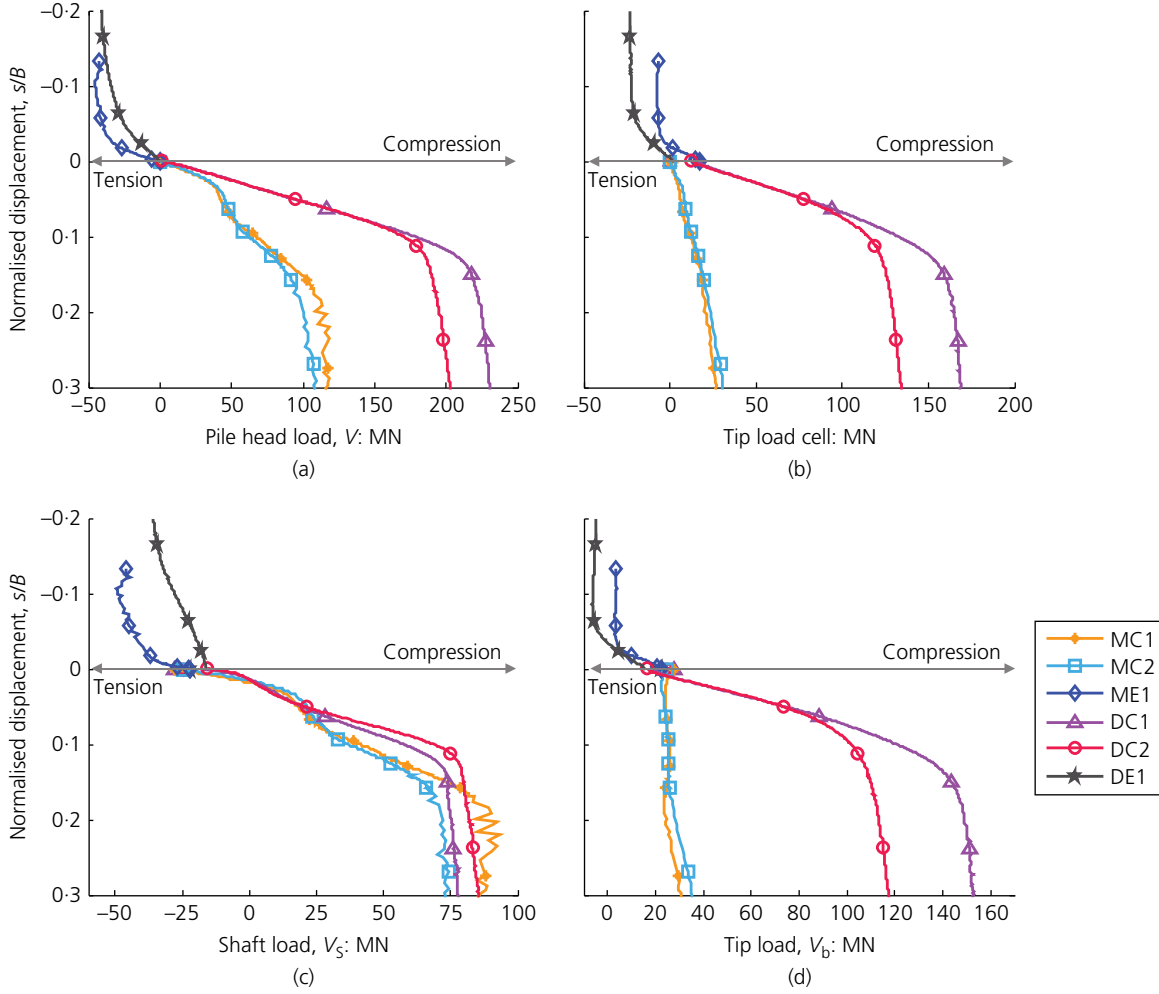 −0·2
−0·1
0
0.1
0.2
0.3
Normalised displacement, s/B
Compression
Tension
−50 0 50 100 150 200 250
Pile head load, V: MN
(a)
Compression
Tension
−50 0 50 100 150 200
Tip load cell: MN
(b)
−0·2
−0·1
0
0.1
0.2
0.3
Normalised displacement, s/B
Compression
Tension
−50 −25 0 25 50 75 100
Shaft load, VS: MN
(c)
Compression
Tension
0 20 40 60 80 100 120 140 160
Tip load, Vb: MN
(d)
MC1
MC2
ME1
DC1
DC2
DE1